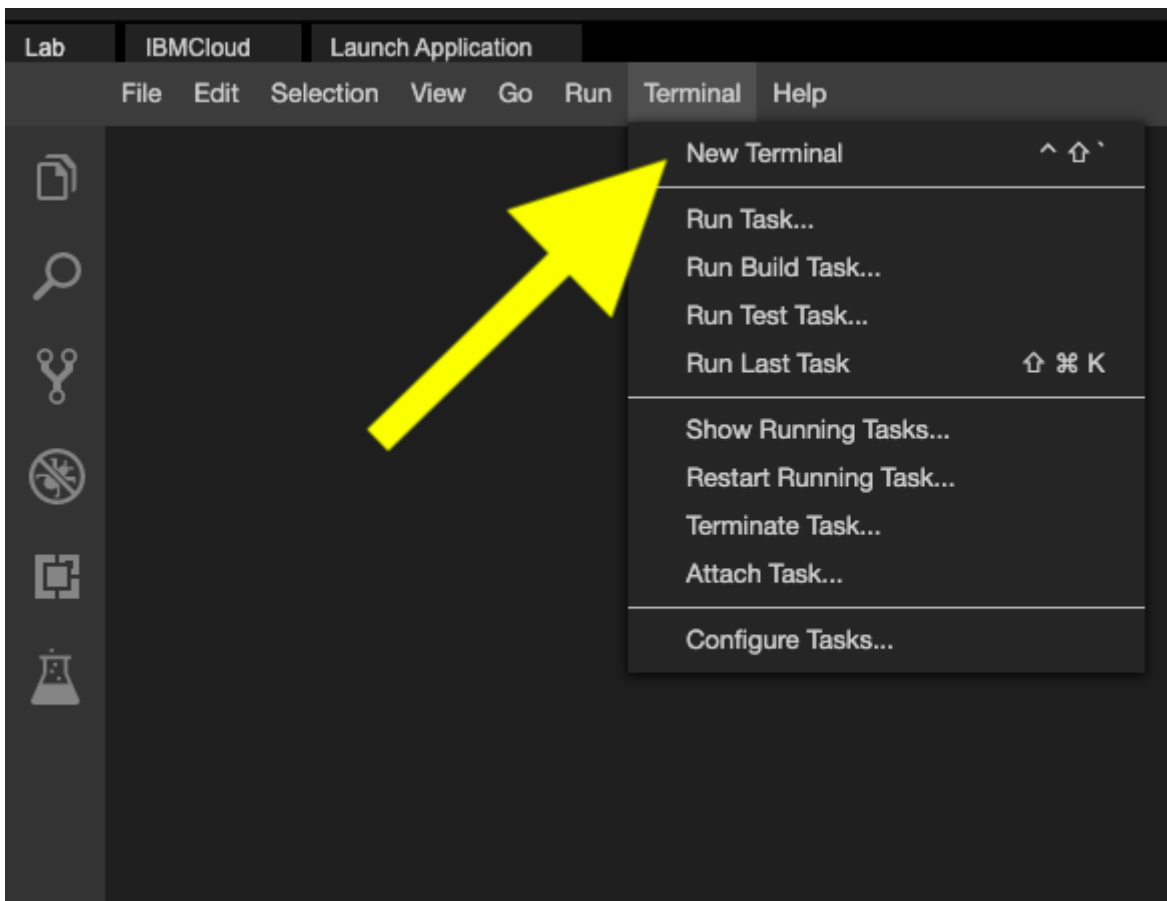 Lab IBMCloud Launch Application
File Edit Selection View Go Run Terminal Help
New Terminal ^ ⇧ `
Run Task...
Run Build Task...
Run Test Task...
Run Last Task ⇧ ⌘ K
Show Running Tasks...
Restart Running Task...
Terminate Task...
Attach Task...
Configure Tasks...